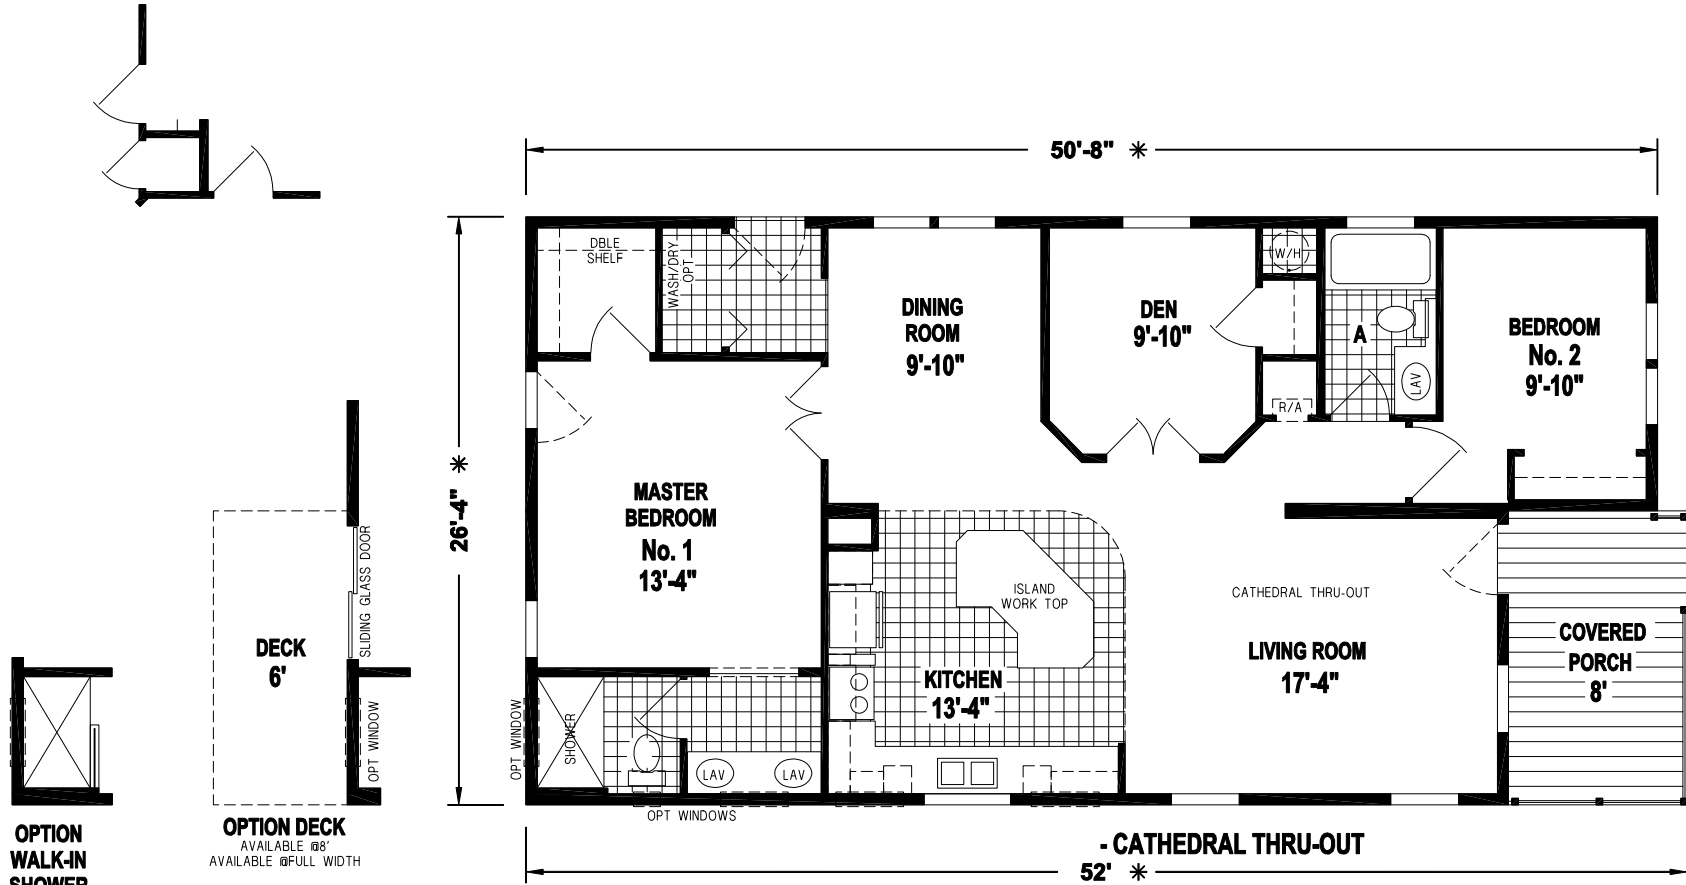 50'-8" ✳
DBLE
SHELF
WASH/DRY
OPT
W/H
DINING
ROOM
9'-10"
DEN
9'-10"
A
LAV
R/A
BEDROOM
No. 2
9'-10"
26'-4" ✳
MASTER
BEDROOM
No. 1
13'-4"
SLIDING GLASS DOOR
DECK
6'
ISLAND
WORK TOP
CATHEDRAL THRU-OUT
LIVING ROOM
17'-4"
COVERED
PORCH
8'
KITCHEN
13'-4"
OPT WINDOW
OPT WINDOW
SHOWER
LAV
LAV
OPT WINDOWS
OPTION
WALK-IN
SHOWER
OPTION DECK
AVAILABLE @8'
AVAILABLE @FULL WIDTH
- CATHEDRAL THRU-OUT
52' ✳